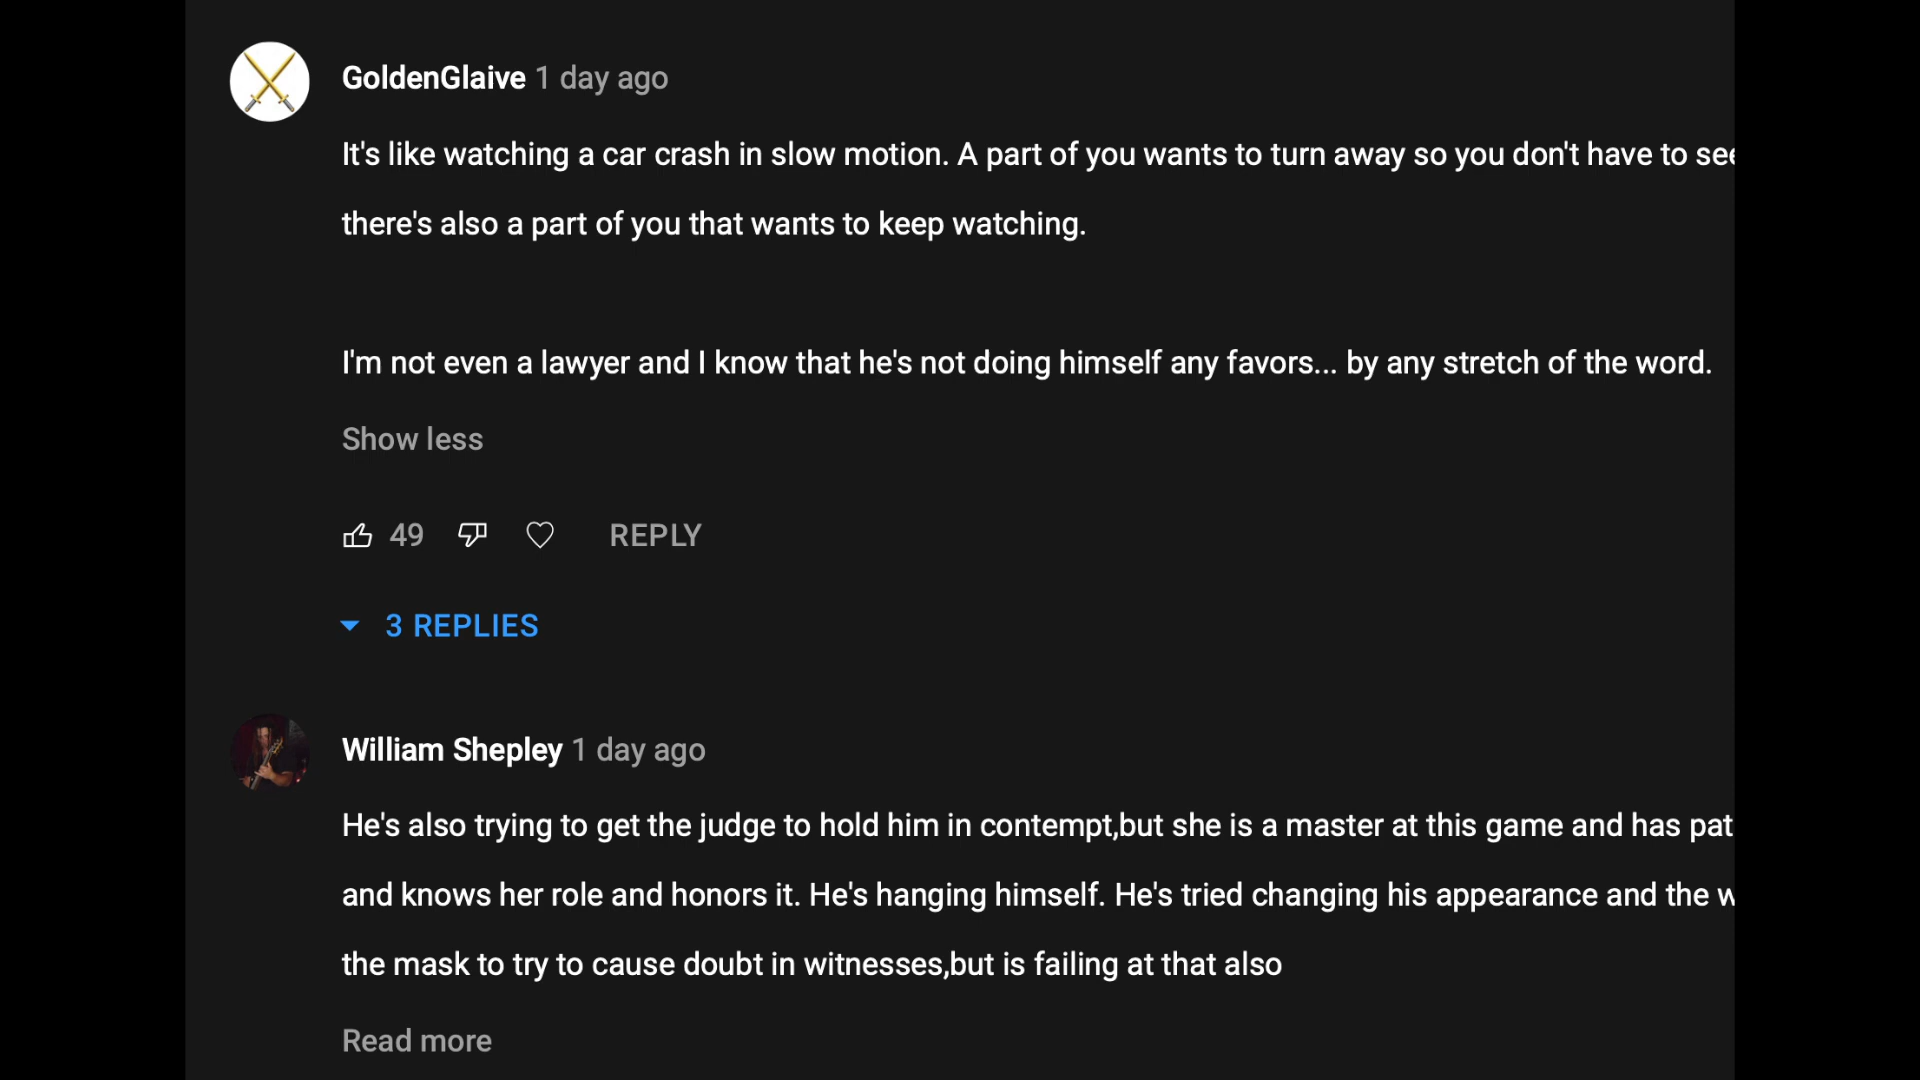 GoldenGlaive 1 day ago
It's like watching a car crash in slow motion. A part of you wants to turn away so you don't have to see
there's also a part of you that wants to keep watching.
I'm not even a lawyer and I know that he's not doing himself any favors... by any stretch of the word.
Show less
49 REPLY
3 REPLIES
William Shepley 1 day ago
He's also trying to get the judge to hold him in contempt,but she is a master at this game and has pat
and knows her role and honors it. He's hanging himself. He's tried changing his appearance and the
the mask to try to cause doubt in witnesses,but is failing at that also
Read more